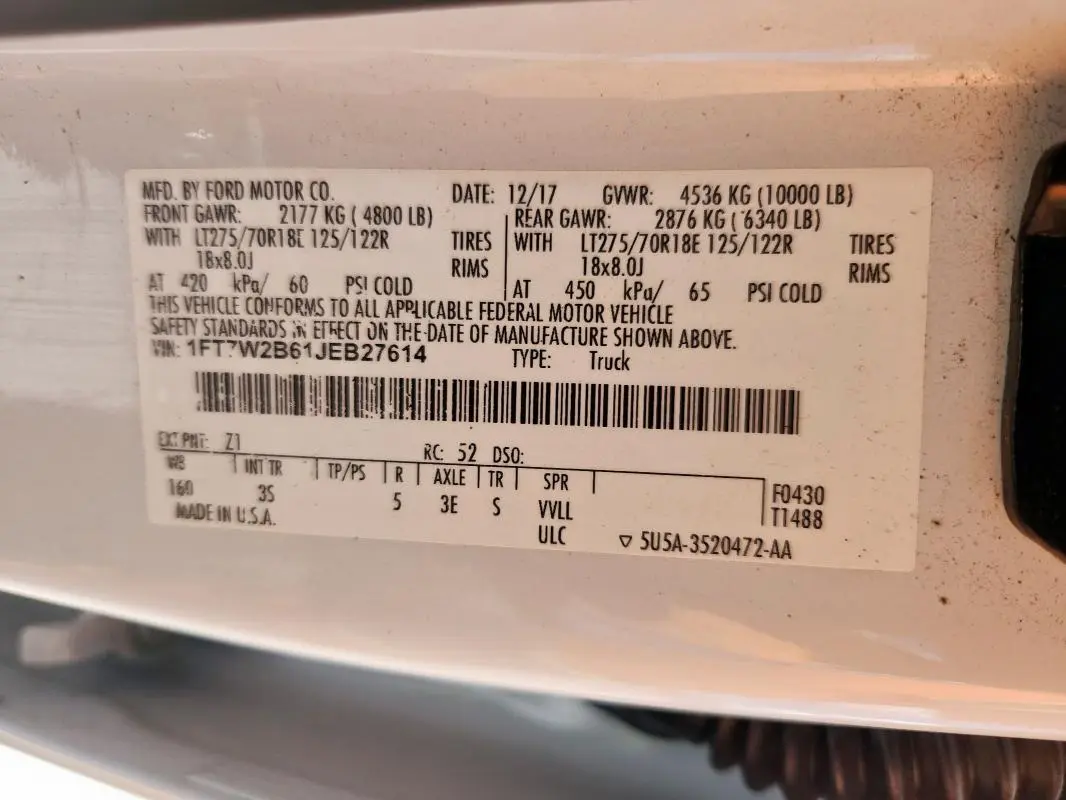 MFD. BY FORD MOTOR CO. DATE: 12/17 GVWR: 4536 KG (10000 LB)
FRONT GAWR: 2177 KG ( 4800 LB) REAR GAWR: 2876 KG ( 6340 LB)
WITH LT275/70R18E 125/122R TIRES WITH LT275/70R18E 125/122R TIRES
18x8.0J RIMS 18x8.0J RIMS
AT 420 kPa/ 60 PSI COLD AT 450 kPa/ 65 PSI COLD
THIS VEHICLE CONFORMS TO ALL APPLICABLE FEDERAL MOTOR VEHICLE
SAFETY STANDARDS IN EFFECT ON THE DATE OF MANUFACTURE SHOWN ABOVE.
VIN: 1FT7W2B61JEB27614 TYPE: Truck
EXT PNT: Z1 RC: 52 DSO:
WB INT TR TP/PS R AXLE TR SPR
160 3S 5 3E S VVLL F0430
MADE IN U.S.A. ULC T1488
▽ 5U5A-3520472-AA